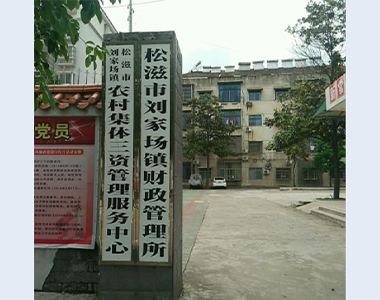 松滋市刘家场镇财政管理所
松滋市
刘家场镇
农村集体三资管理服务中心
党员